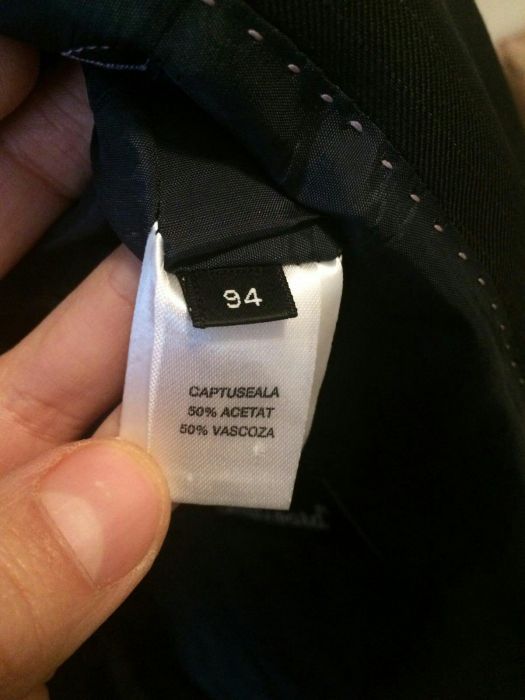 94
CAPTUSEALA
50% ACETAT
50% VASCOZA